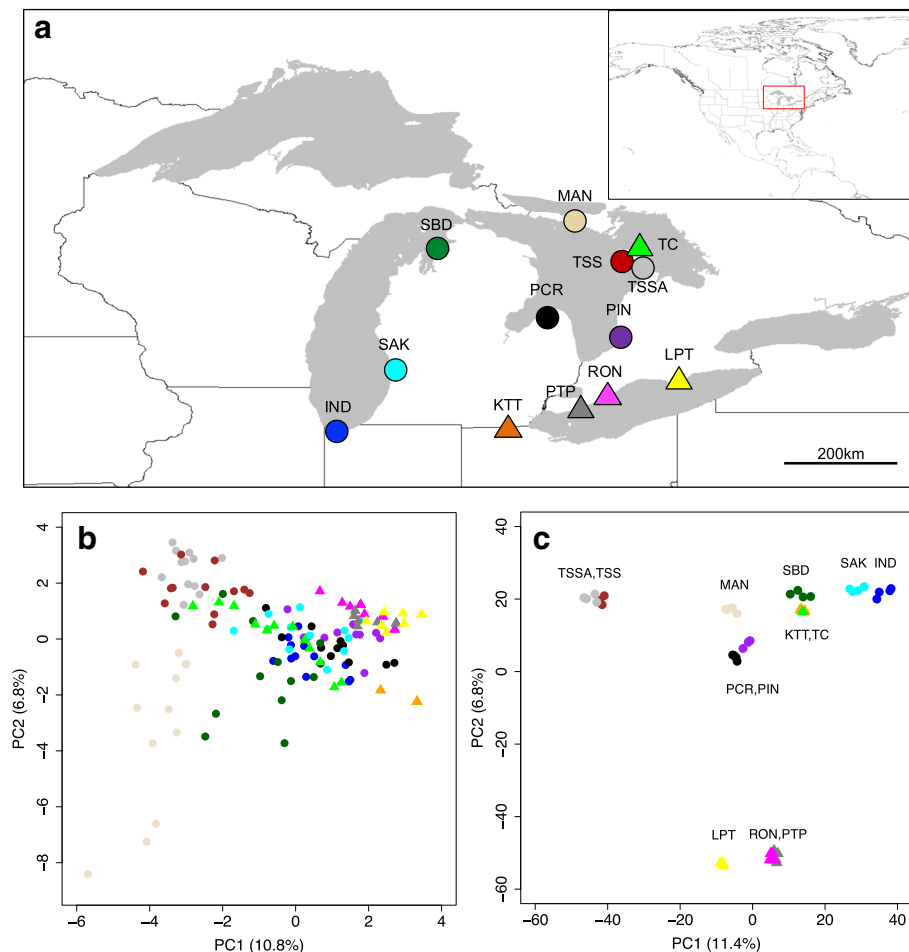 a
MAN
SBD
TC
TSS
TSSA
PCR
PIN
SAK
LPT
RON
PTP
IND
KTT
200km
b
4
2
0
−2
−4
−6
−8
PC2 (6.8%)
−6
−4
−2
0
2
4
PC1 (10.8%)
c
40
20
0
−20
−40
−60
PC2 (6.8%)
TSSA,TSS
MAN
SBD
SAK
IND
KTT,TC
PCR,PIN
LPT
RON,PTP
−60
−40
−20
0
20
40
PC1 (11.4%)